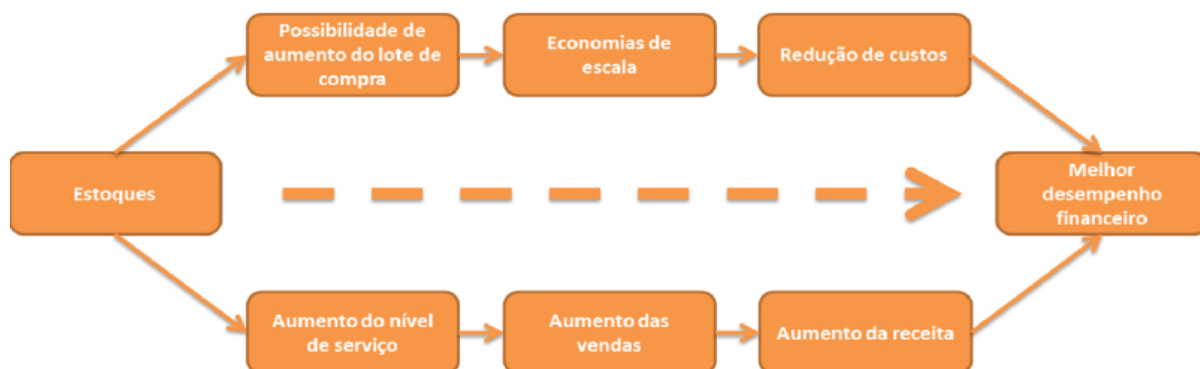 Possibilidade de
aumento do lote de
compra
Economias de
escala
Redução de custos
Estoques
Melhor
desempenho
financeiro
Aumento do nível
de serviço
Aumento das
vendas
Aumento da receita